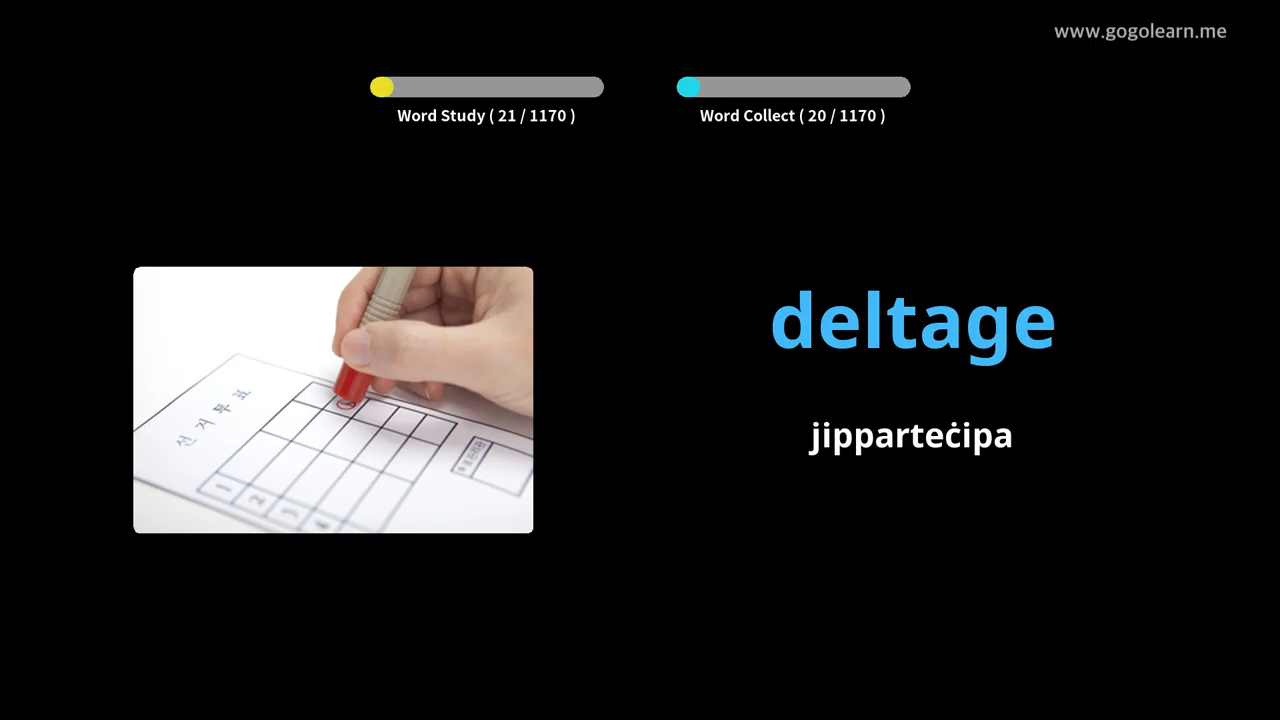 www.gogolearn.me
Word Study ( 21 / 1170 )
Word Collect ( 20 / 1170 )
deltage
jipparteċipa
선거투표
1
2
3
4